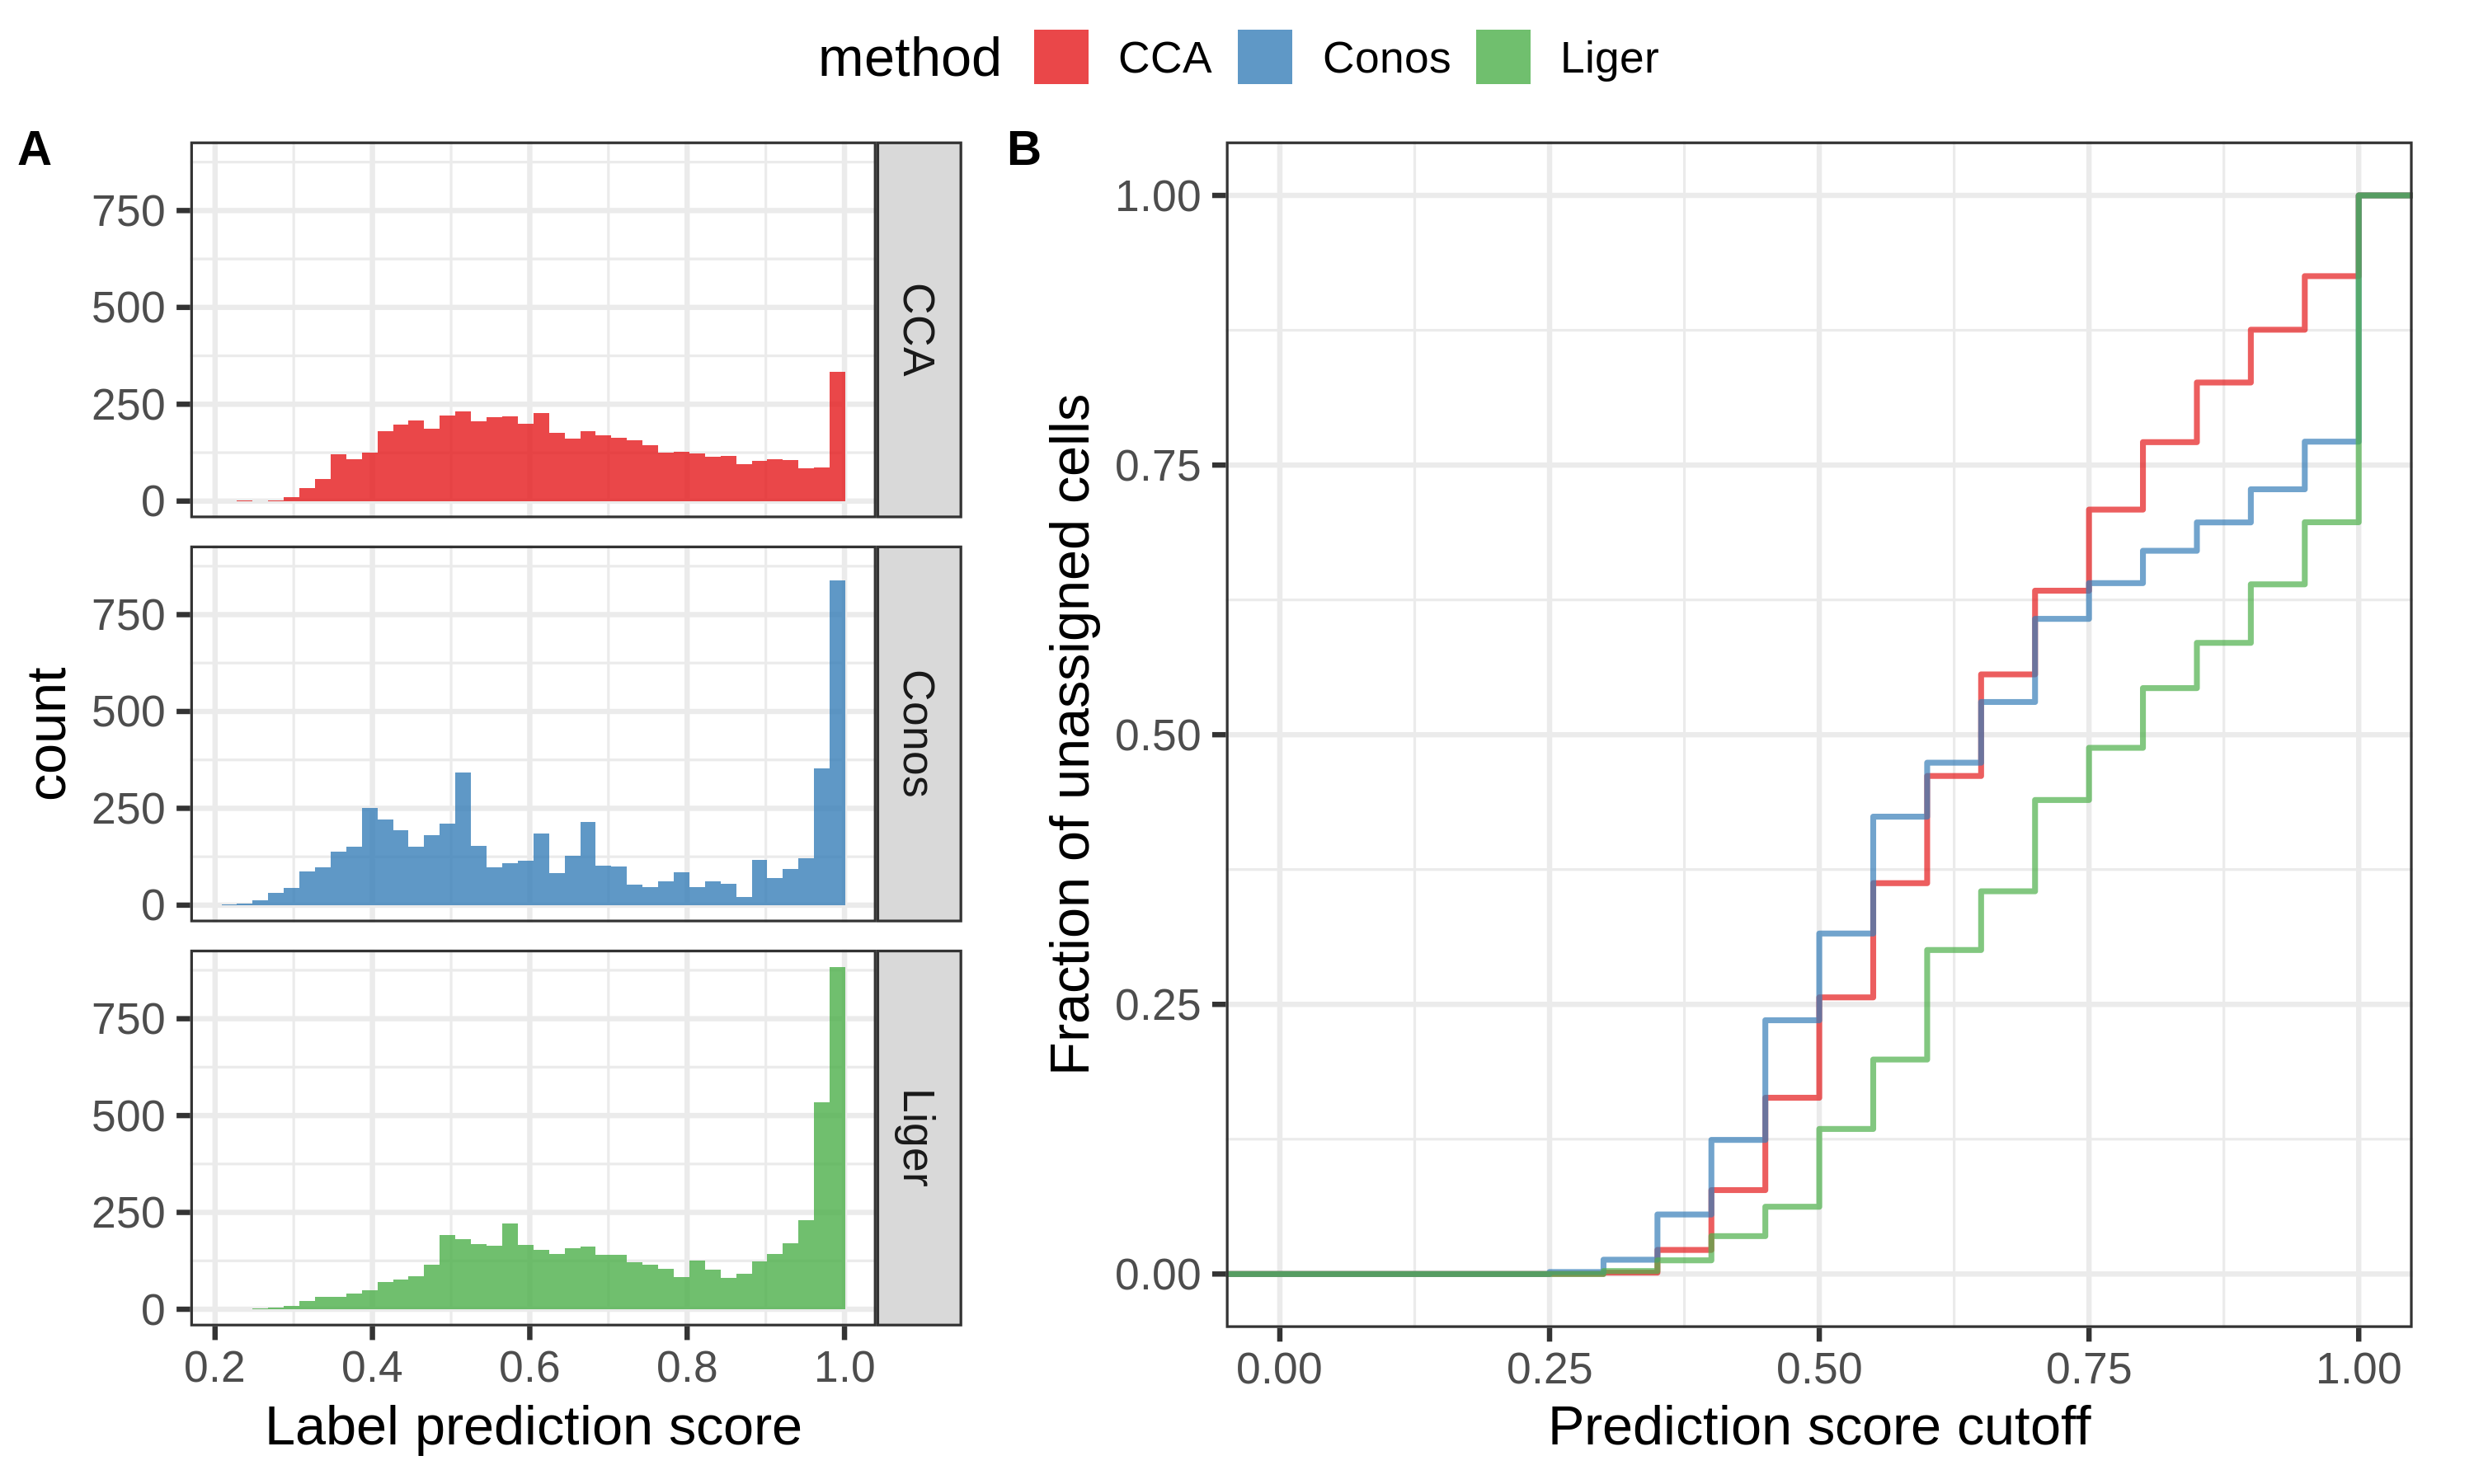 method CCA Conos Liger
A
B
count
750
500
250
0
CCA
750
500
250
0
Conos
750
500
250
0
Liger
0.2 0.4 0.6 0.8 1.0
Label prediction score
Fraction of unassigned cells
1.00
0.75
0.50
0.25
0.00
0.00 0.25 0.50 0.75 1.00
Prediction score cutoff